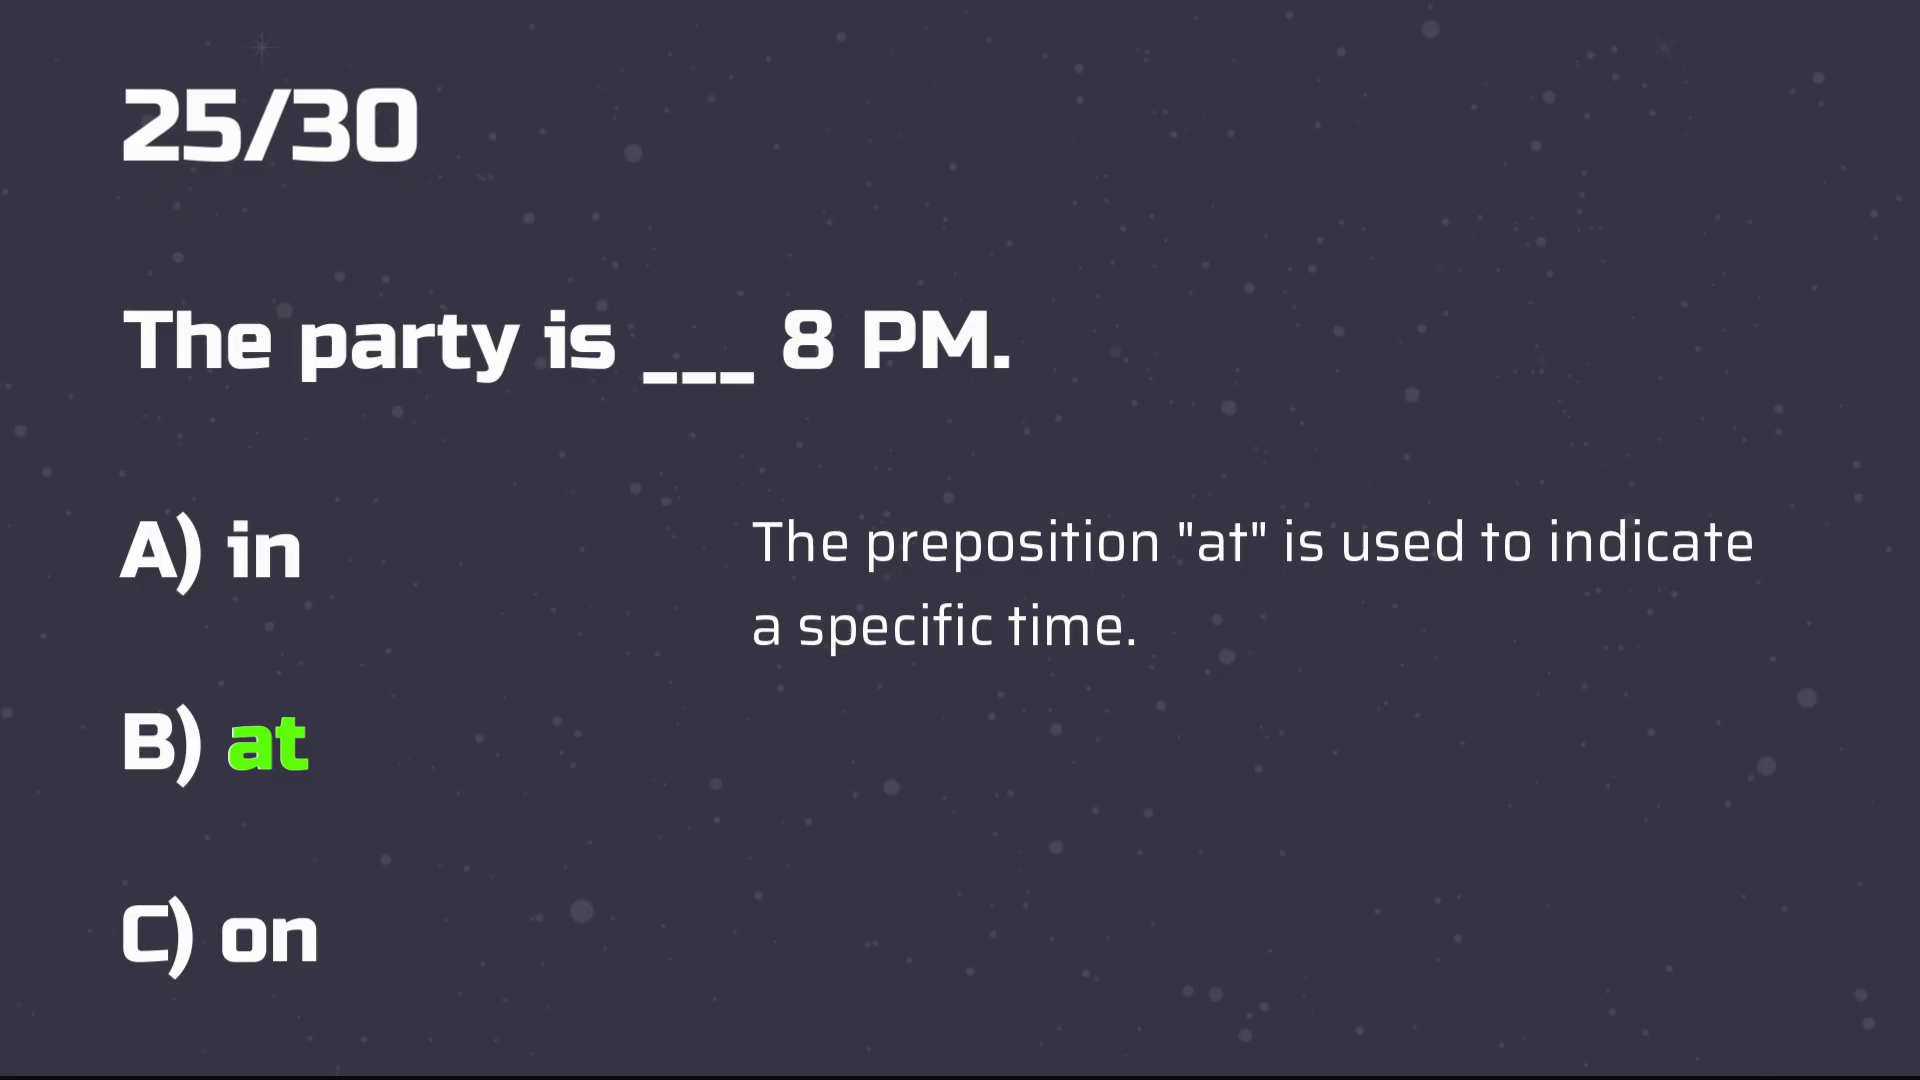 25/30
The party is ___ 8 PM.
A) in
The preposition "at" is used to indicate
a specific time.
B) at
C) on